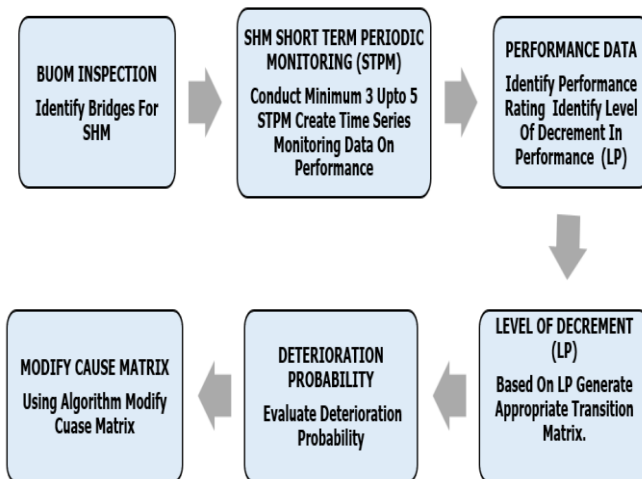 BUOM INSPECTION
Identify Bridges For
SHM
SHM SHORT TERM PERIODIC
MONITORING (STPM)
Conduct Minimum 3 Upto 5
STPM Create Time Series
Monitoring Data On
Performance
PERFORMANCE DATA
Identify Performance
Rating Identify Level
Of Decrement In
Performance (LP)
LEVEL OF DECREMENT
(LP)
Based On LP Generate
Appropriate Transition
Matrix.
DETERIORATION
PROBABILITY
Evaluate Deterioration
Probability
MODIFY CAUSE MATRIX
Using Algorithm Modify
Cuase Matrix